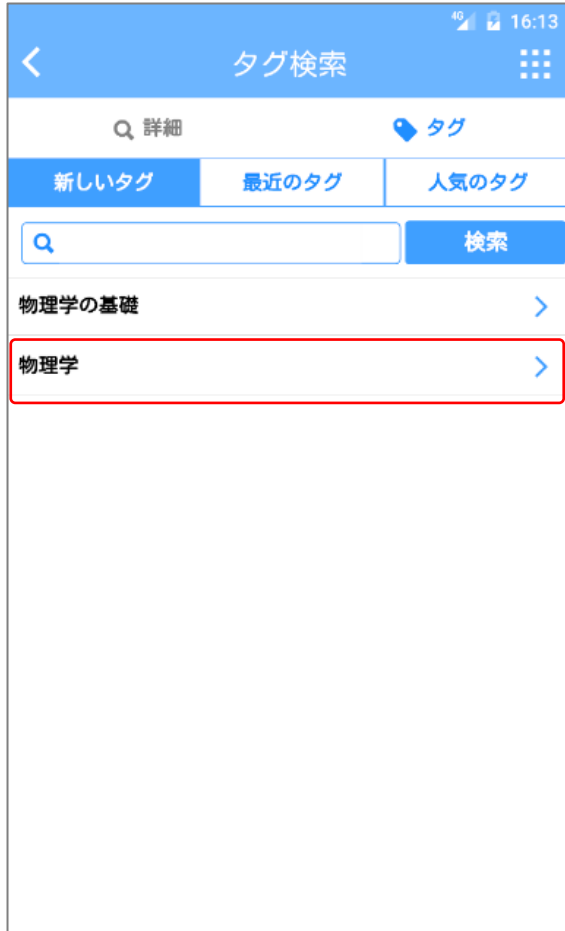 4G 16:13
タグ検索
詳細 タグ
新しいタグ 最近のタグ 人気のタグ
検索
物理学の基礎
物理学